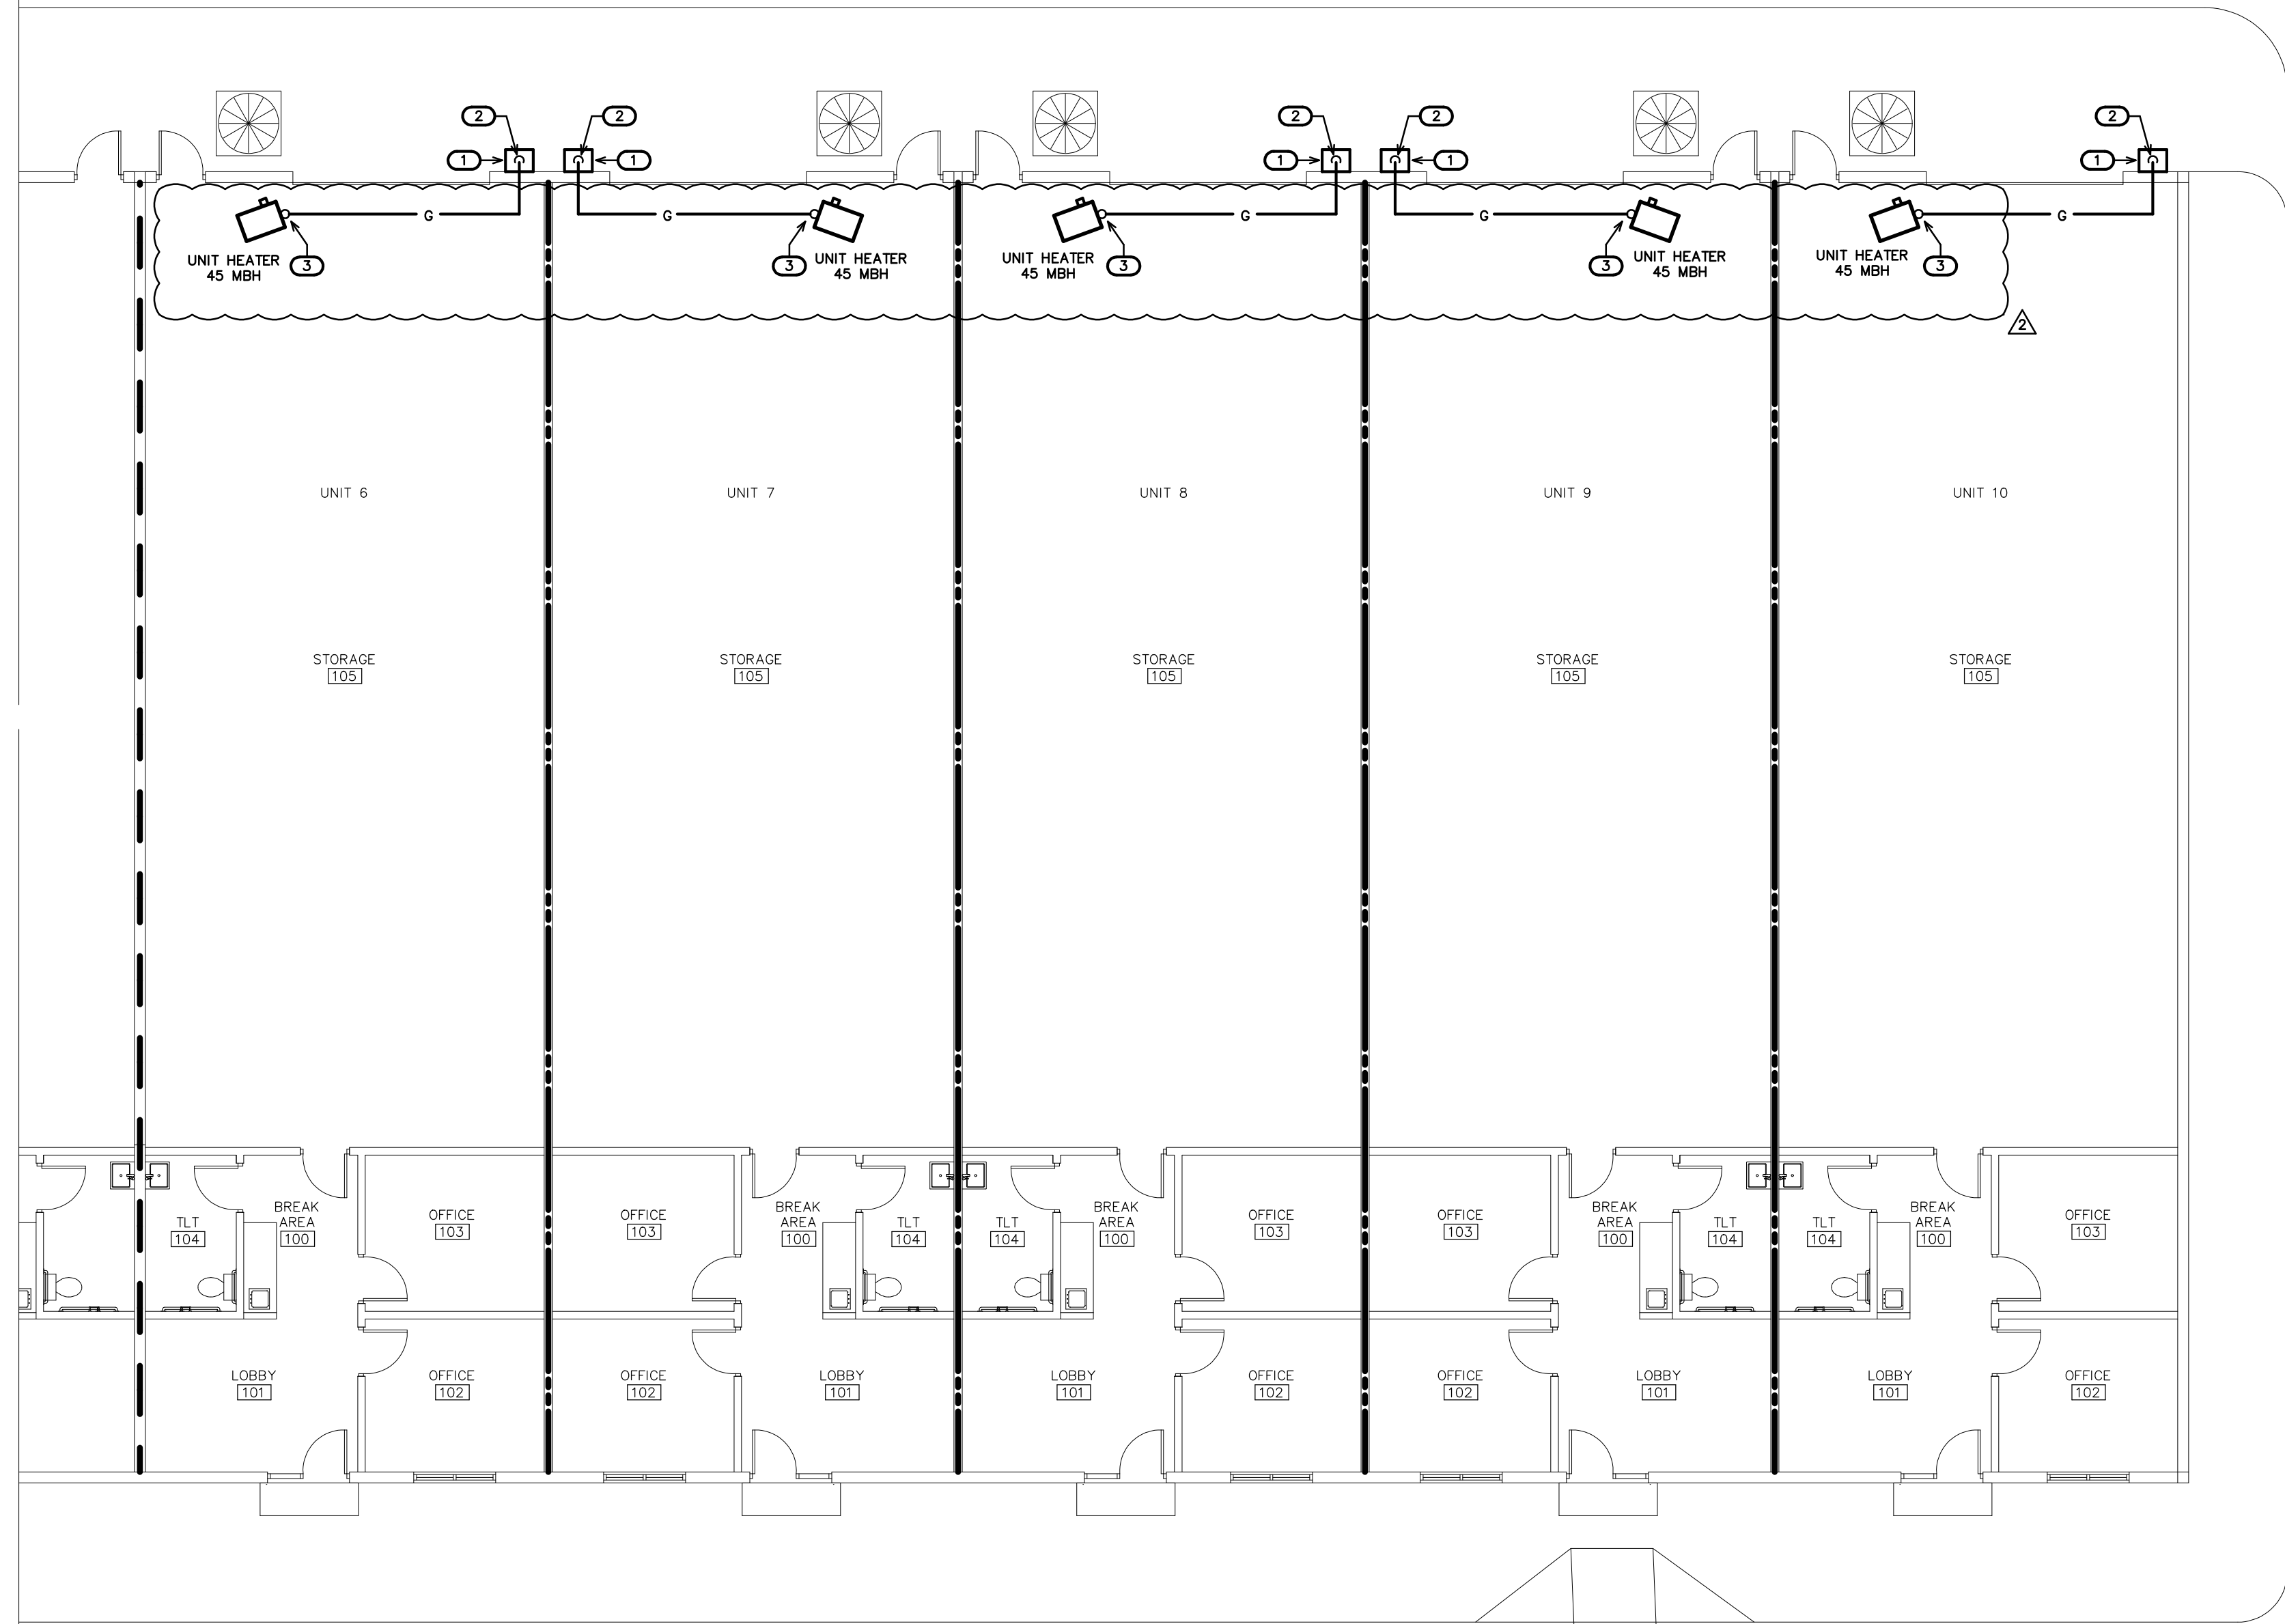 2 2 2 2 2
1 1 1 1 1
G G G G G
3 3 3 3 3
UNIT HEATER
45 MBH
UNIT HEATER
45 MBH
UNIT HEATER
45 MBH
UNIT HEATER
45 MBH
UNIT HEATER
45 MBH
2
UNIT 6
UNIT 7
UNIT 8
UNIT 9
UNIT 10
STORAGE
105
STORAGE
105
STORAGE
105
STORAGE
105
STORAGE
105
TLT
104
BREAK
AREA
100
OFFICE
103
OFFICE
103
BREAK
AREA
100
TLT
104
TLT
104
BREAK
AREA
100
OFFICE
103
OFFICE
103
BREAK
AREA
100
TLT
104
TLT
104
BREAK
AREA
100
OFFICE
103
LOBBY
101
OFFICE
102
OFFICE
102
LOBBY
101
LOBBY
101
OFFICE
102
OFFICE
102
LOBBY
101
LOBBY
101
OFFICE
102